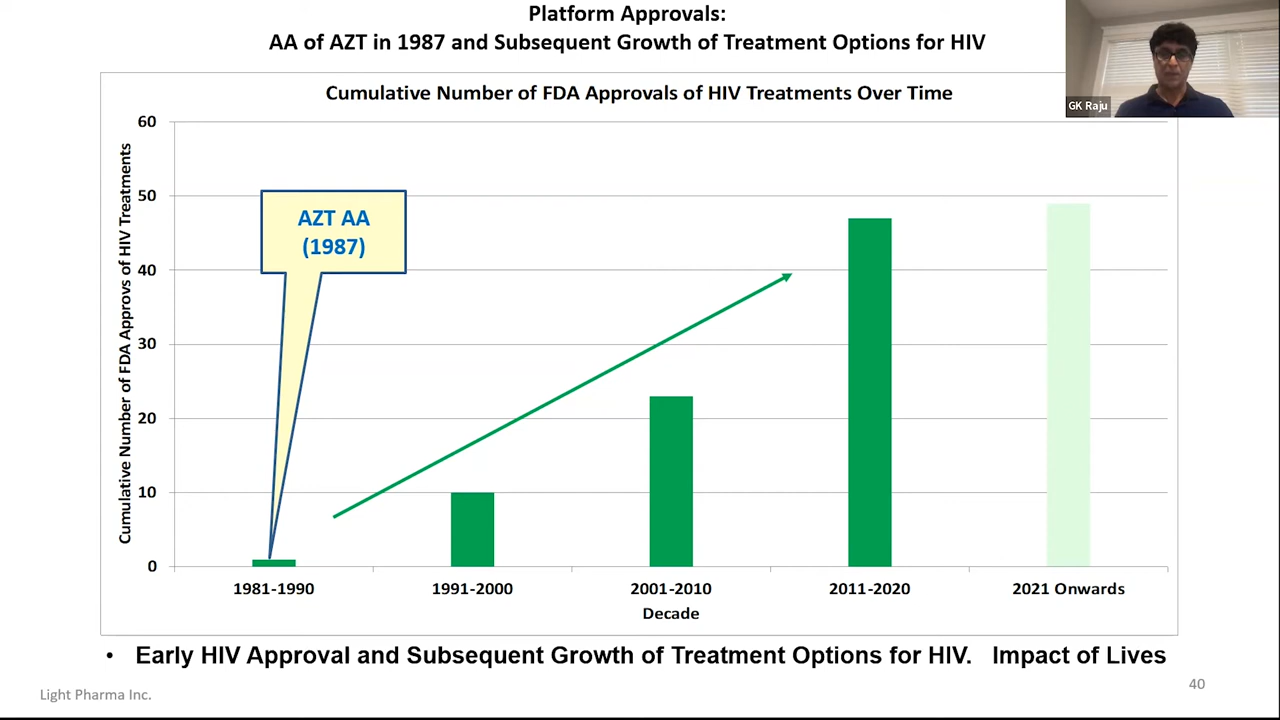 Platform Approvals:
AA of AZT in 1987 and Subsequent Growth of Treatment Options for HIV
GK Raju
Cumulative Number of FDA Approvals of HIV Treatments Over Time
Cumulative Number of FDA Approvs of HIV Treatments
60
50
40
30
20
10
0
AZT AA
(1987)
1981-1990
1991-2000
2001-2010
2011-2020
2021 Onwards
Decade
• Early HIV Approval and Subsequent Growth of Treatment Options for HIV. Impact of Lives
Light Pharma Inc.
40